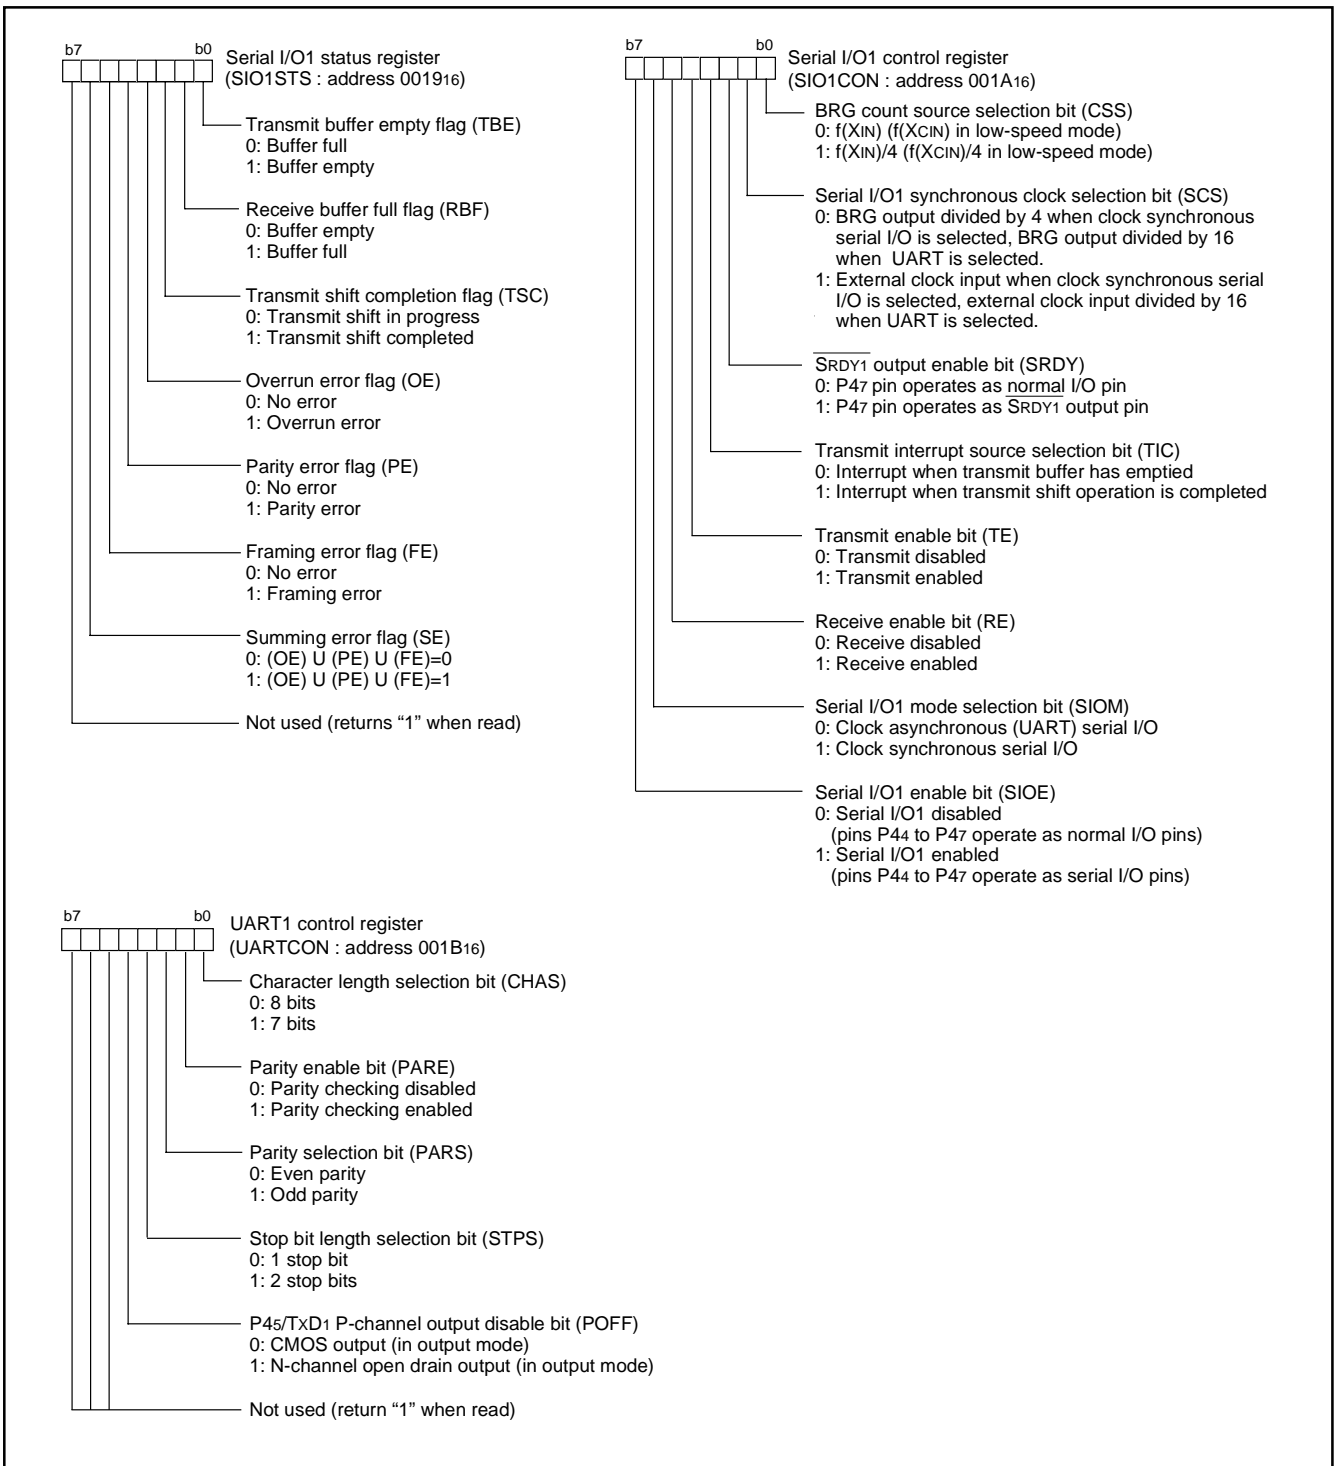 b7 b0
Serial I/O1 status register
(SIO1STS : address 001916)
Transmit buffer empty flag (TBE)
0: Buffer full
1: Buffer empty
Receive buffer full flag (RBF)
0: Buffer empty
1: Buffer full
Transmit shift completion flag (TSC)
0: Transmit shift in progress
1: Transmit shift completed
Overrun error flag (OE)
0: No error
1: Overrun error
Parity error flag (PE)
0: No error
1: Parity error
Framing error flag (FE)
0: No error
1: Framing error
Summing error flag (SE)
0: (OE) U (PE) U (FE)=0
1: (OE) U (PE) U (FE)=1
Not used (returns “1” when read)
b7 b0
Serial I/O1 control register
(SIO1CON : address 001A16)
BRG count source selection bit (CSS)
0: f(XIN) (f(XCIN) in low-speed mode)
1: f(XIN)/4 (f(XCIN)/4 in low-speed mode)
Serial I/O1 synchronous clock selection bit (SCS)
0: BRG output divided by 4 when clock synchronous
serial I/O is selected, BRG output divided by 16
when UART is selected.
1: External clock input when clock synchronous serial
I/O is selected, external clock input divided by 16
when UART is selected.
SRDY1 output enable bit (SRDY)
0: P47 pin operates as normal I/O pin
1: P47 pin operates as SRDY1 output pin
Transmit interrupt source selection bit (TIC)
0: Interrupt when transmit buffer has emptied
1: Interrupt when transmit shift operation is completed
Transmit enable bit (TE)
0: Transmit disabled
1: Transmit enabled
Receive enable bit (RE)
0: Receive disabled
1: Receive enabled
Serial I/O1 mode selection bit (SIOM)
0: Clock asynchronous (UART) serial I/O
1: Clock synchronous serial I/O
Serial I/O1 enable bit (SIOE)
0: Serial I/O1 disabled
(pins P44 to P47 operate as normal I/O pins)
1: Serial I/O1 enabled
(pins P44 to P47 operate as serial I/O pins)
b7 b0
UART1 control register
(UARTCON : address 001B16)
Character length selection bit (CHAS)
0: 8 bits
1: 7 bits
Parity enable bit (PARE)
0: Parity checking disabled
1: Parity checking enabled
Parity selection bit (PARS)
0: Even parity
1: Odd parity
Stop bit length selection bit (STPS)
0: 1 stop bit
1: 2 stop bits
P45/TXD1 P-channel output disable bit (POFF)
0: CMOS output (in output mode)
1: N-channel open drain output (in output mode)
Not used (return “1” when read)